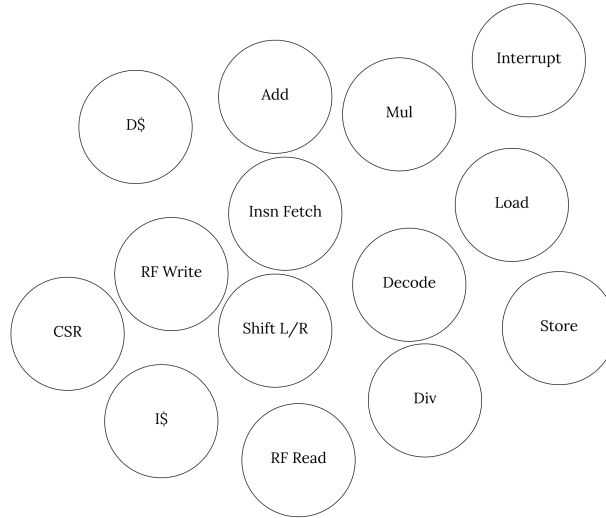 Interrupt
Add
Mul
D$
Load
Insn Fetch
RF Write
Decode
Store
Shift L/R
CSR
Div
I$
RF Read